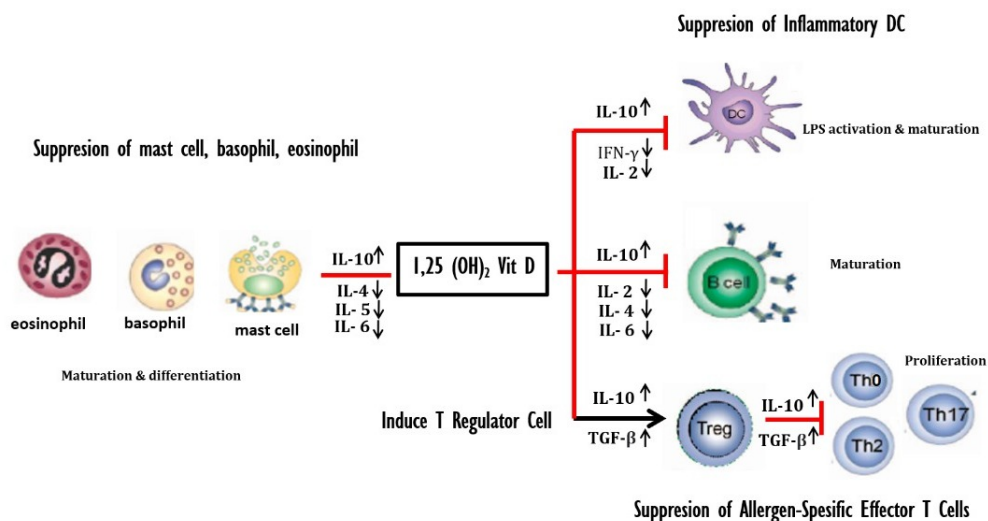 Suppresion of Inflammatory DC
IL-10↑
DC
IFN-γ↓
IL- 2↓
LPS activation & maturation
Suppresion of mast cell, basophil, eosinophil
eosinophil
basophil
mast cell
IL-10↑
IL-4↓
IL- 5↓
IL- 6↓
1,25 (OH)₂ Vit D
IL-10↑
IL- 2↓
IL- 4↓
IL- 6↓
B cell
Maturation
Maturation & differentiation
Induce T Regulator Cell
IL-10↑
TGF-β↑
Treg
IL-10↑
TGF-β↑
Proliferation
Th0
Th17
Th2
Suppresion of Allergen-Spesific Effector T Cells